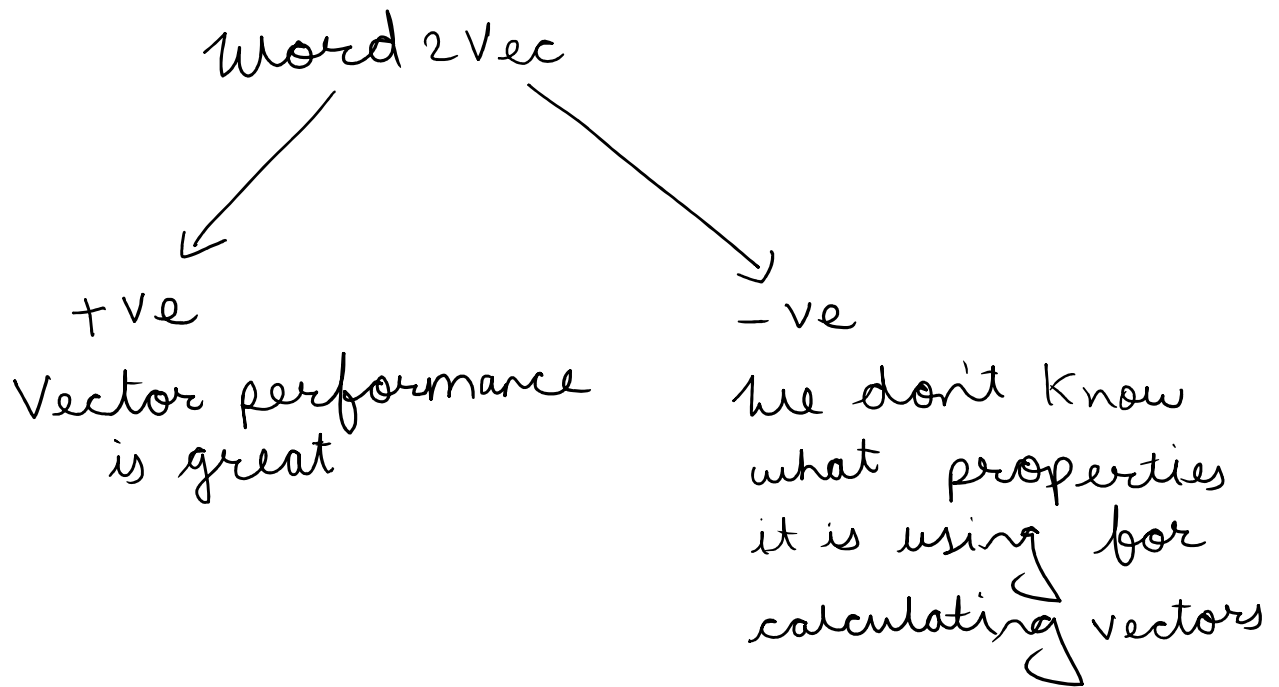 Word2Vec
+ve
Vector performance
is great
-ve
We don't know
what properties
it is using for
calculating vectors